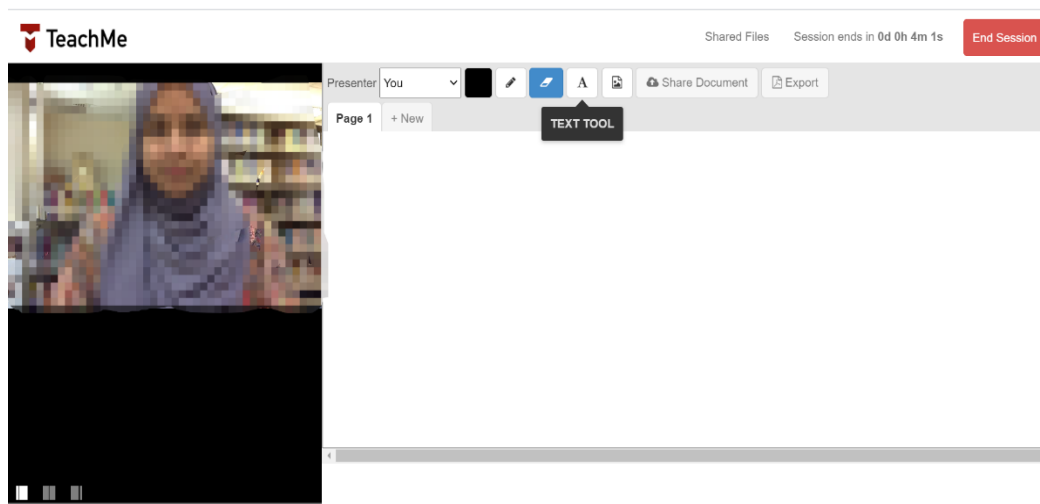 TeachMe
Shared Files Session ends in 0d 0h 4m 1s End Session
Presenter You A Share Document Export
Page 1 + New
TEXT TOOL